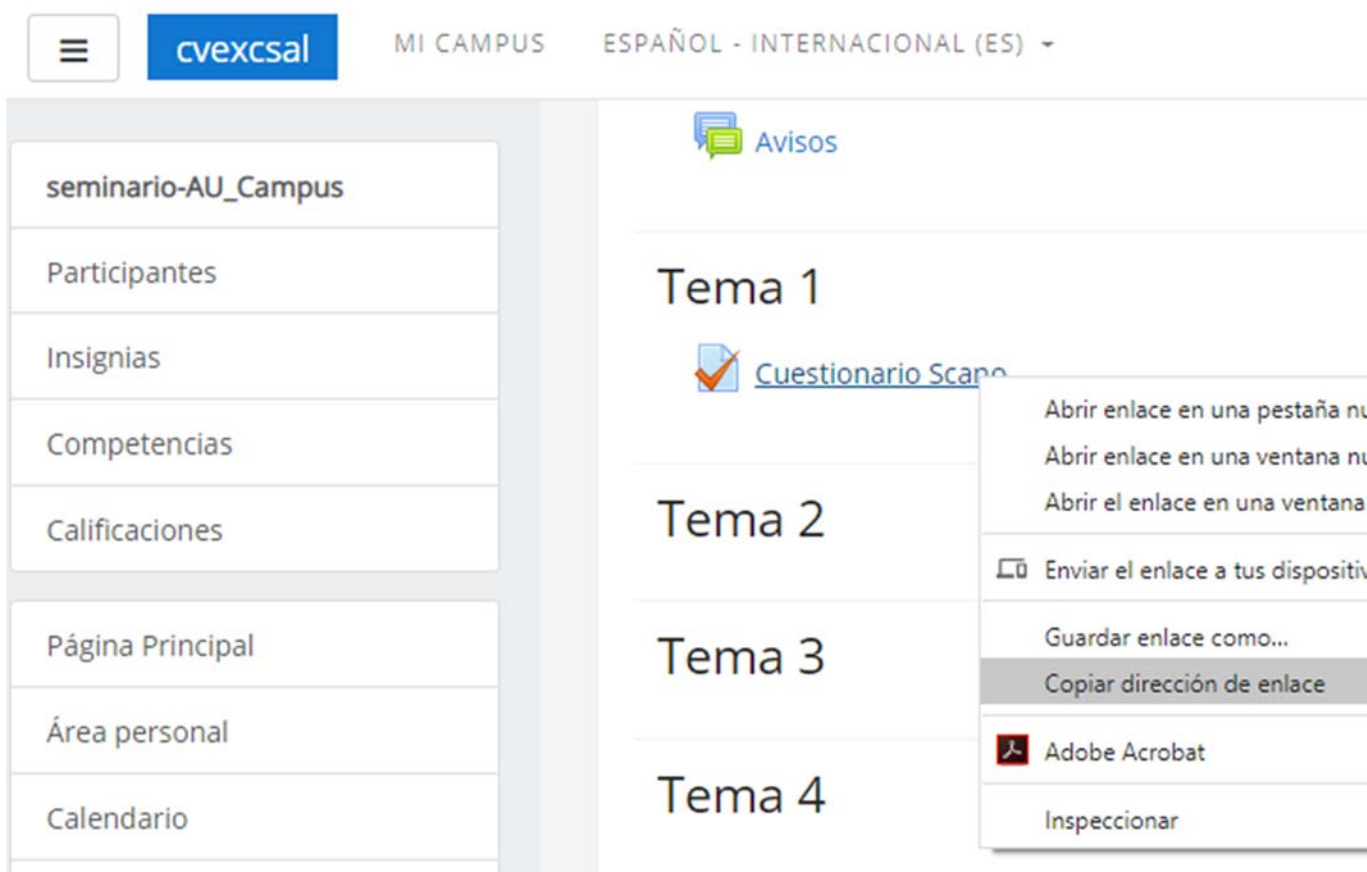 cvexcsal MI CAMPUS ESPAÑOL - INTERNACIONAL (ES)
seminario-AU_Campus
Participantes
Insignias
Competencias
Calificaciones
Página Principal
Área personal
Calendario
Avisos
Tema 1
Cuestionario Scano
Tema 2
Tema 3
Tema 4
Abrir enlace en una pestaña
Abrir enlace en una ventana
Abrir el enlace en una ventana
Enviar el enlace a tus
Guardar enlace como...
Copiar dirección de enlace
Adobe Acrobat
Inspeccionar